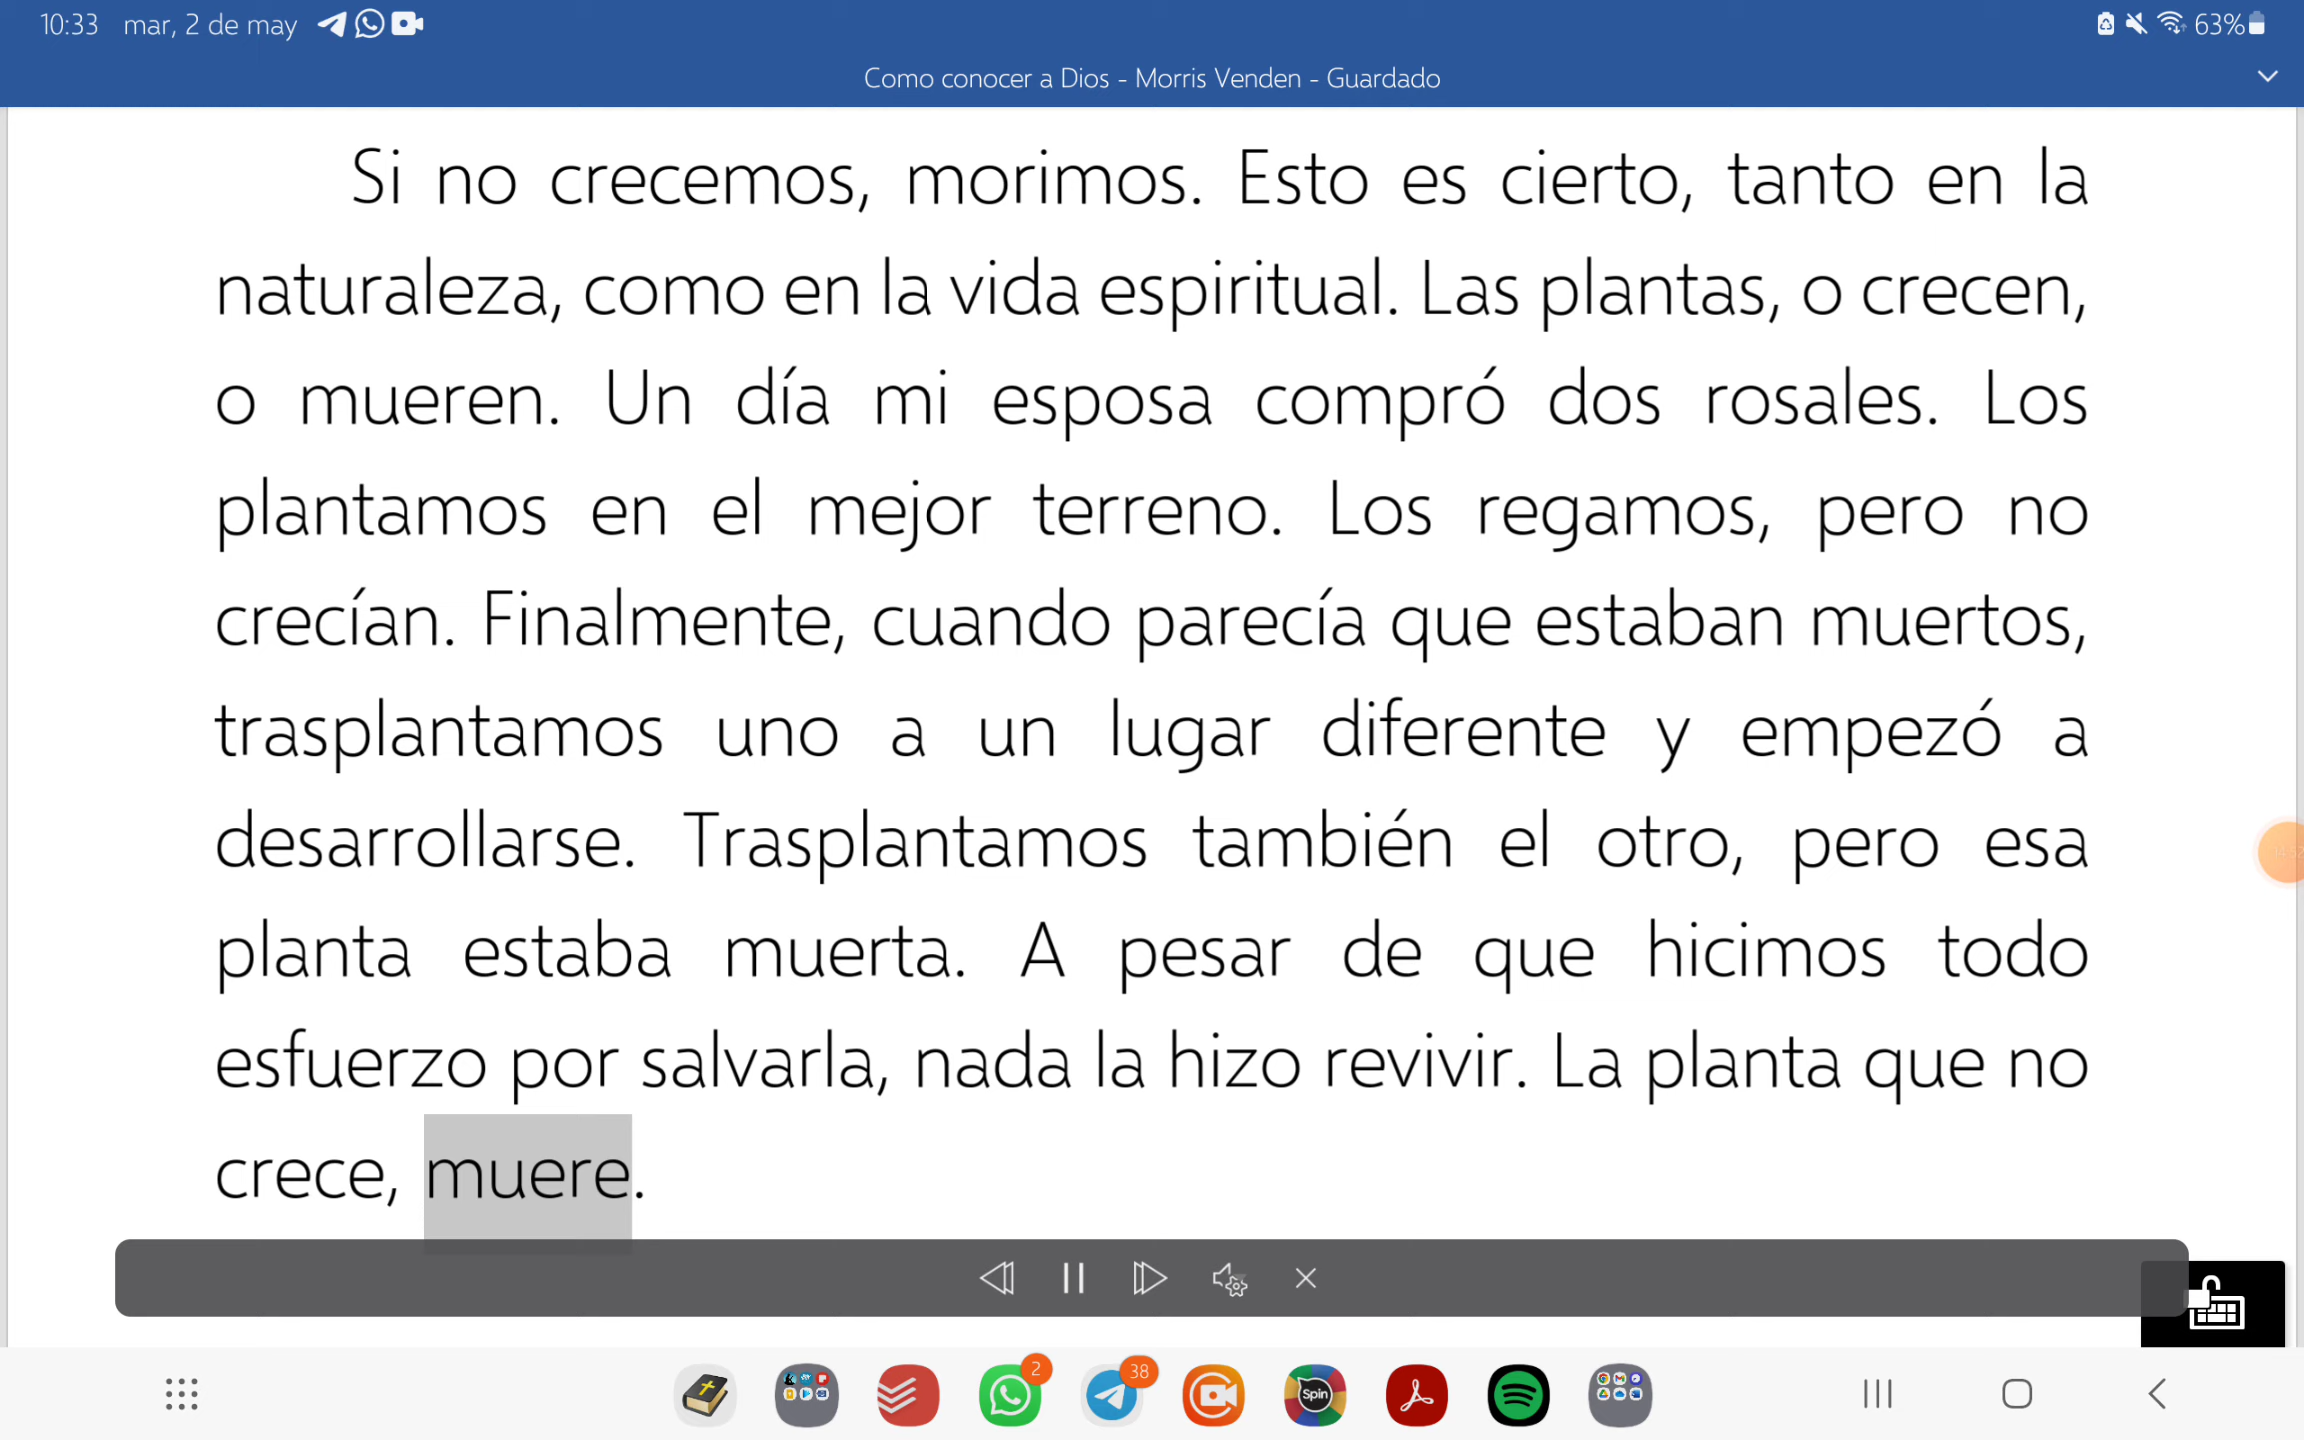 10:33 mar, 2 de may 63%
Como conocer a Dios - Morris Venden - Guardado
Si no crecemos, morimos. Esto es cierto, tanto en la
naturaleza, como en la vida espiritual. Las plantas, o crecen,
o mueren. Un día mi esposa compró dos rosales. Los
plantamos en el mejor terreno. Los regamos, pero no
crecían. Finalmente, cuando parecía que estaban muertos,
trasplantamos uno a un lugar diferente y empezó a
desarrollarse. Trasplantamos también el otro, pero esa
planta estaba muerta. A pesar de que hicimos todo
esfuerzo por salvarla, nada la hizo revivir. La planta que no
crece, muere.
2 38
Spin